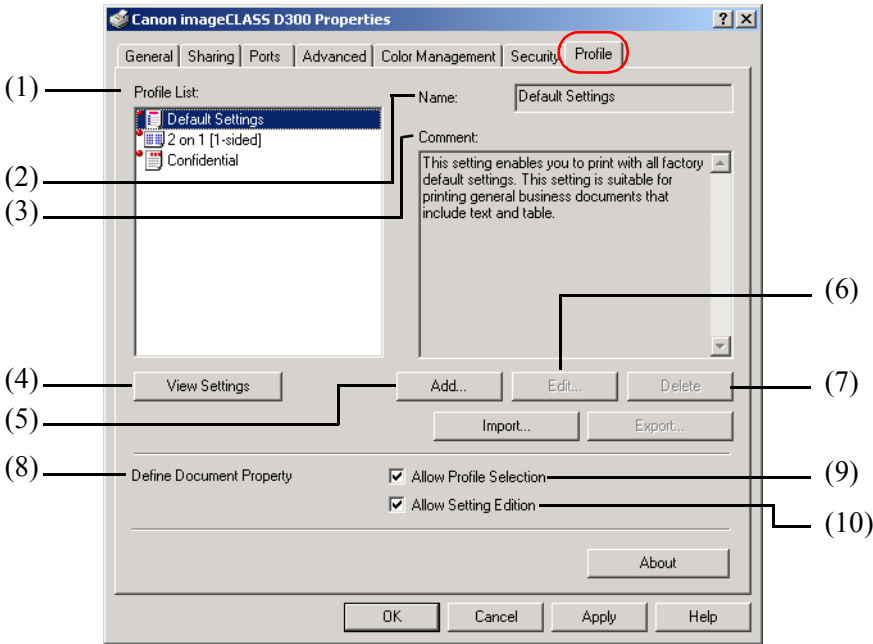 Canon imageCLASS D300 Properties
General Sharing Ports Advanced Color Management Security Profile
(1)
Profile List:
Default Settings
2 on 1 [1-sided]
Confidential
(2)
Name:
Default Settings
(3)
Comment:
This setting enables you to print with all factory
default settings. This setting is suitable for
printing general business documents that
include text and table.
(6)
(4)
View Settings
(5)
Add...
Edit...
Delete
(7)
Import...
Export...
(8)
Define Document Property
Allow Profile Selection
(9)
Allow Setting Edition
(10)
About
OK
Cancel
Apply
Help